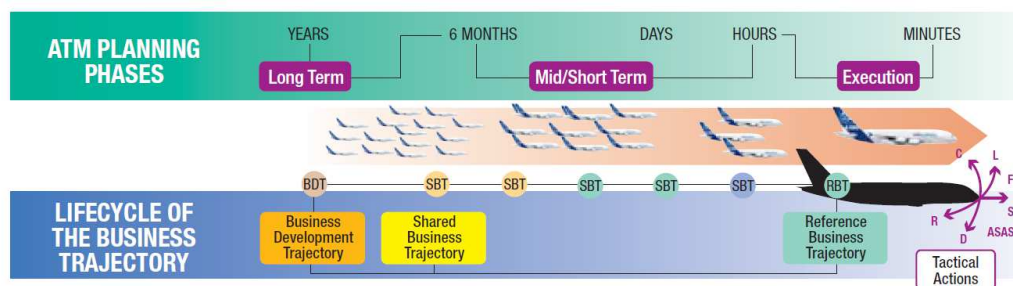 ATM PLANNING
PHASES
YEARS
6 MONTHS
DAYS
HOURS
MINUTES
Long Term
Mid/Short Term
Execution
LIFECYCLE OF
THE BUSINESS
TRAJECTORY
BDT
SBT
SBT
SBT
SBT
SBT
RBT
Business
Development
Trajectory
Shared
Business
Trajectory
Reference
Business
Trajectory
C
L
F
S
ASAS
D
R
Tactical
Actions